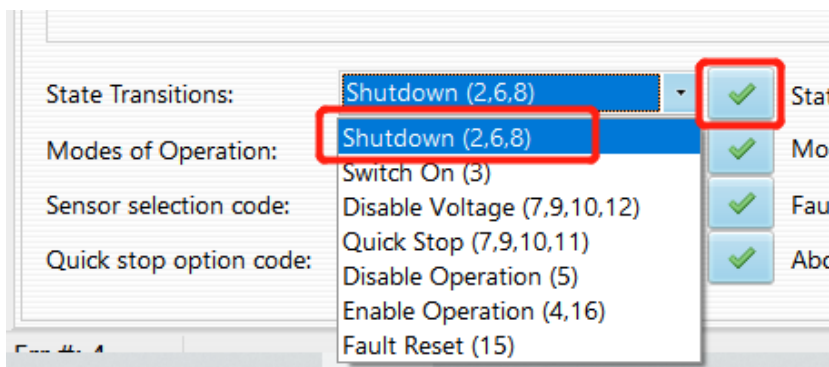 State Transitions:
Shutdown (2,6,8)
Stat
Shutdown (2,6,8)
Modes of Operation:
Mo
Switch On (3)
Sensor selection code:
Disable Voltage (7,9,10,12)
Fau
Quick Stop (7,9,10,11)
Quick stop option code:
Abo
Disable Operation (5)
Enable Operation (4,16)
Fault Reset (15)